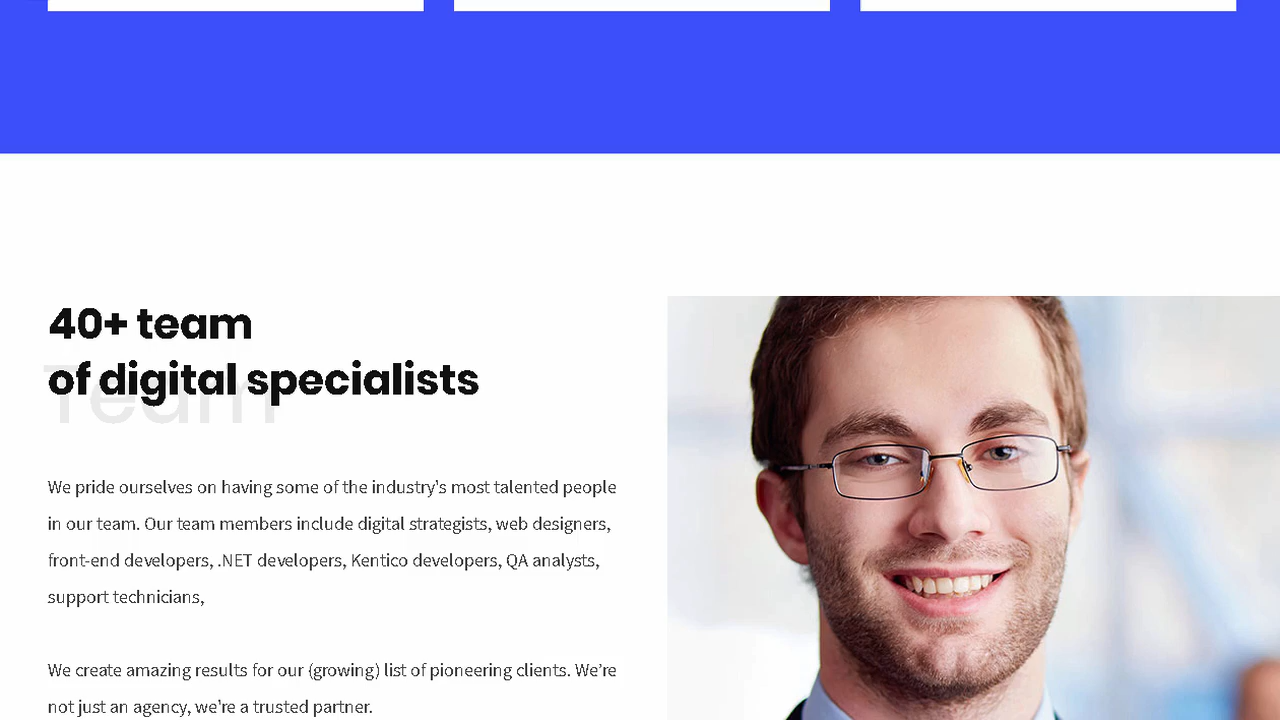 40+ team
of digital specialists
Team
We pride ourselves on having some of the industry's most talented people
in our team. Our team members include digital strategists, web designers,
front-end developers, .NET developers, Kentico developers, QA analysts,
support technicians,
We create amazing results for our (growing) list of pioneering clients. We're
not just an agency, we're a trusted partner.